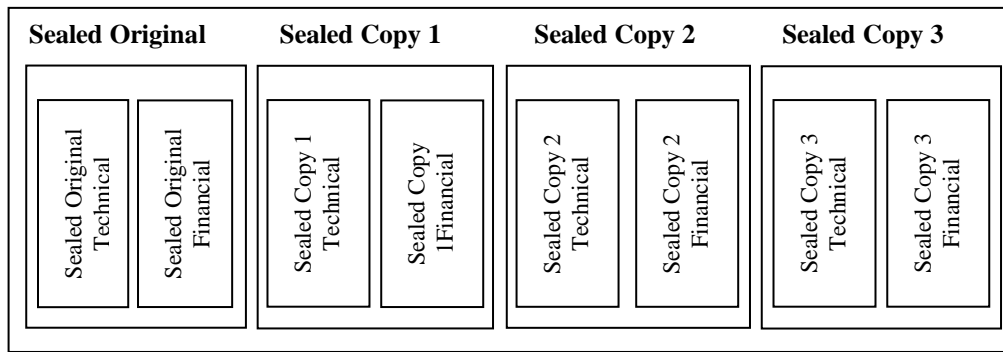 Sealed Original
Sealed Copy 1
Sealed Copy 2
Sealed Copy 3
Sealed Original
Technical
Sealed Original
Financial
Sealed Copy 1
Technical
Sealed Copy
1Financial
Sealed Copy 2
Technical
Sealed Copy 2
Financial
Sealed Copy 3
Technical
Sealed Copy 3
Financial